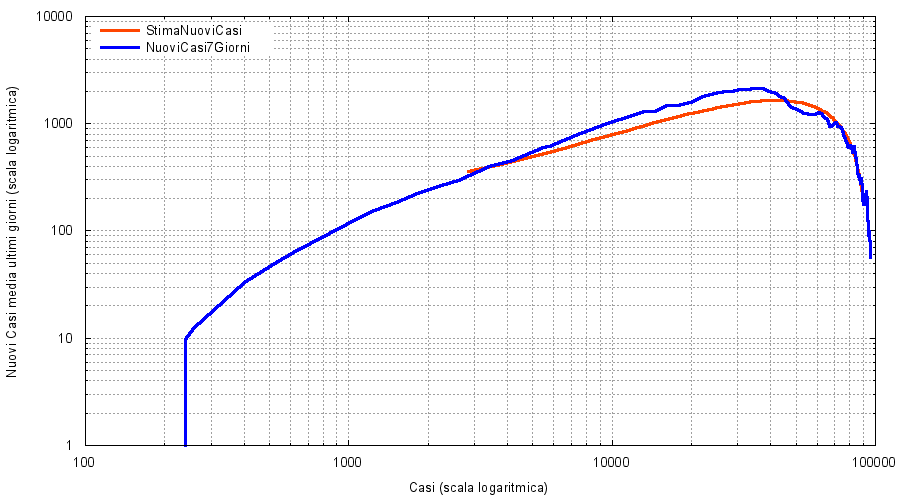 10000
StimaNuoviCasi
NuoviCasi7Giorni
1000
100
10
1
Nuovi Casi media ultimi giorni (scala logaritmica)
100
1000
10000
100000
Casi (scala logaritmica)